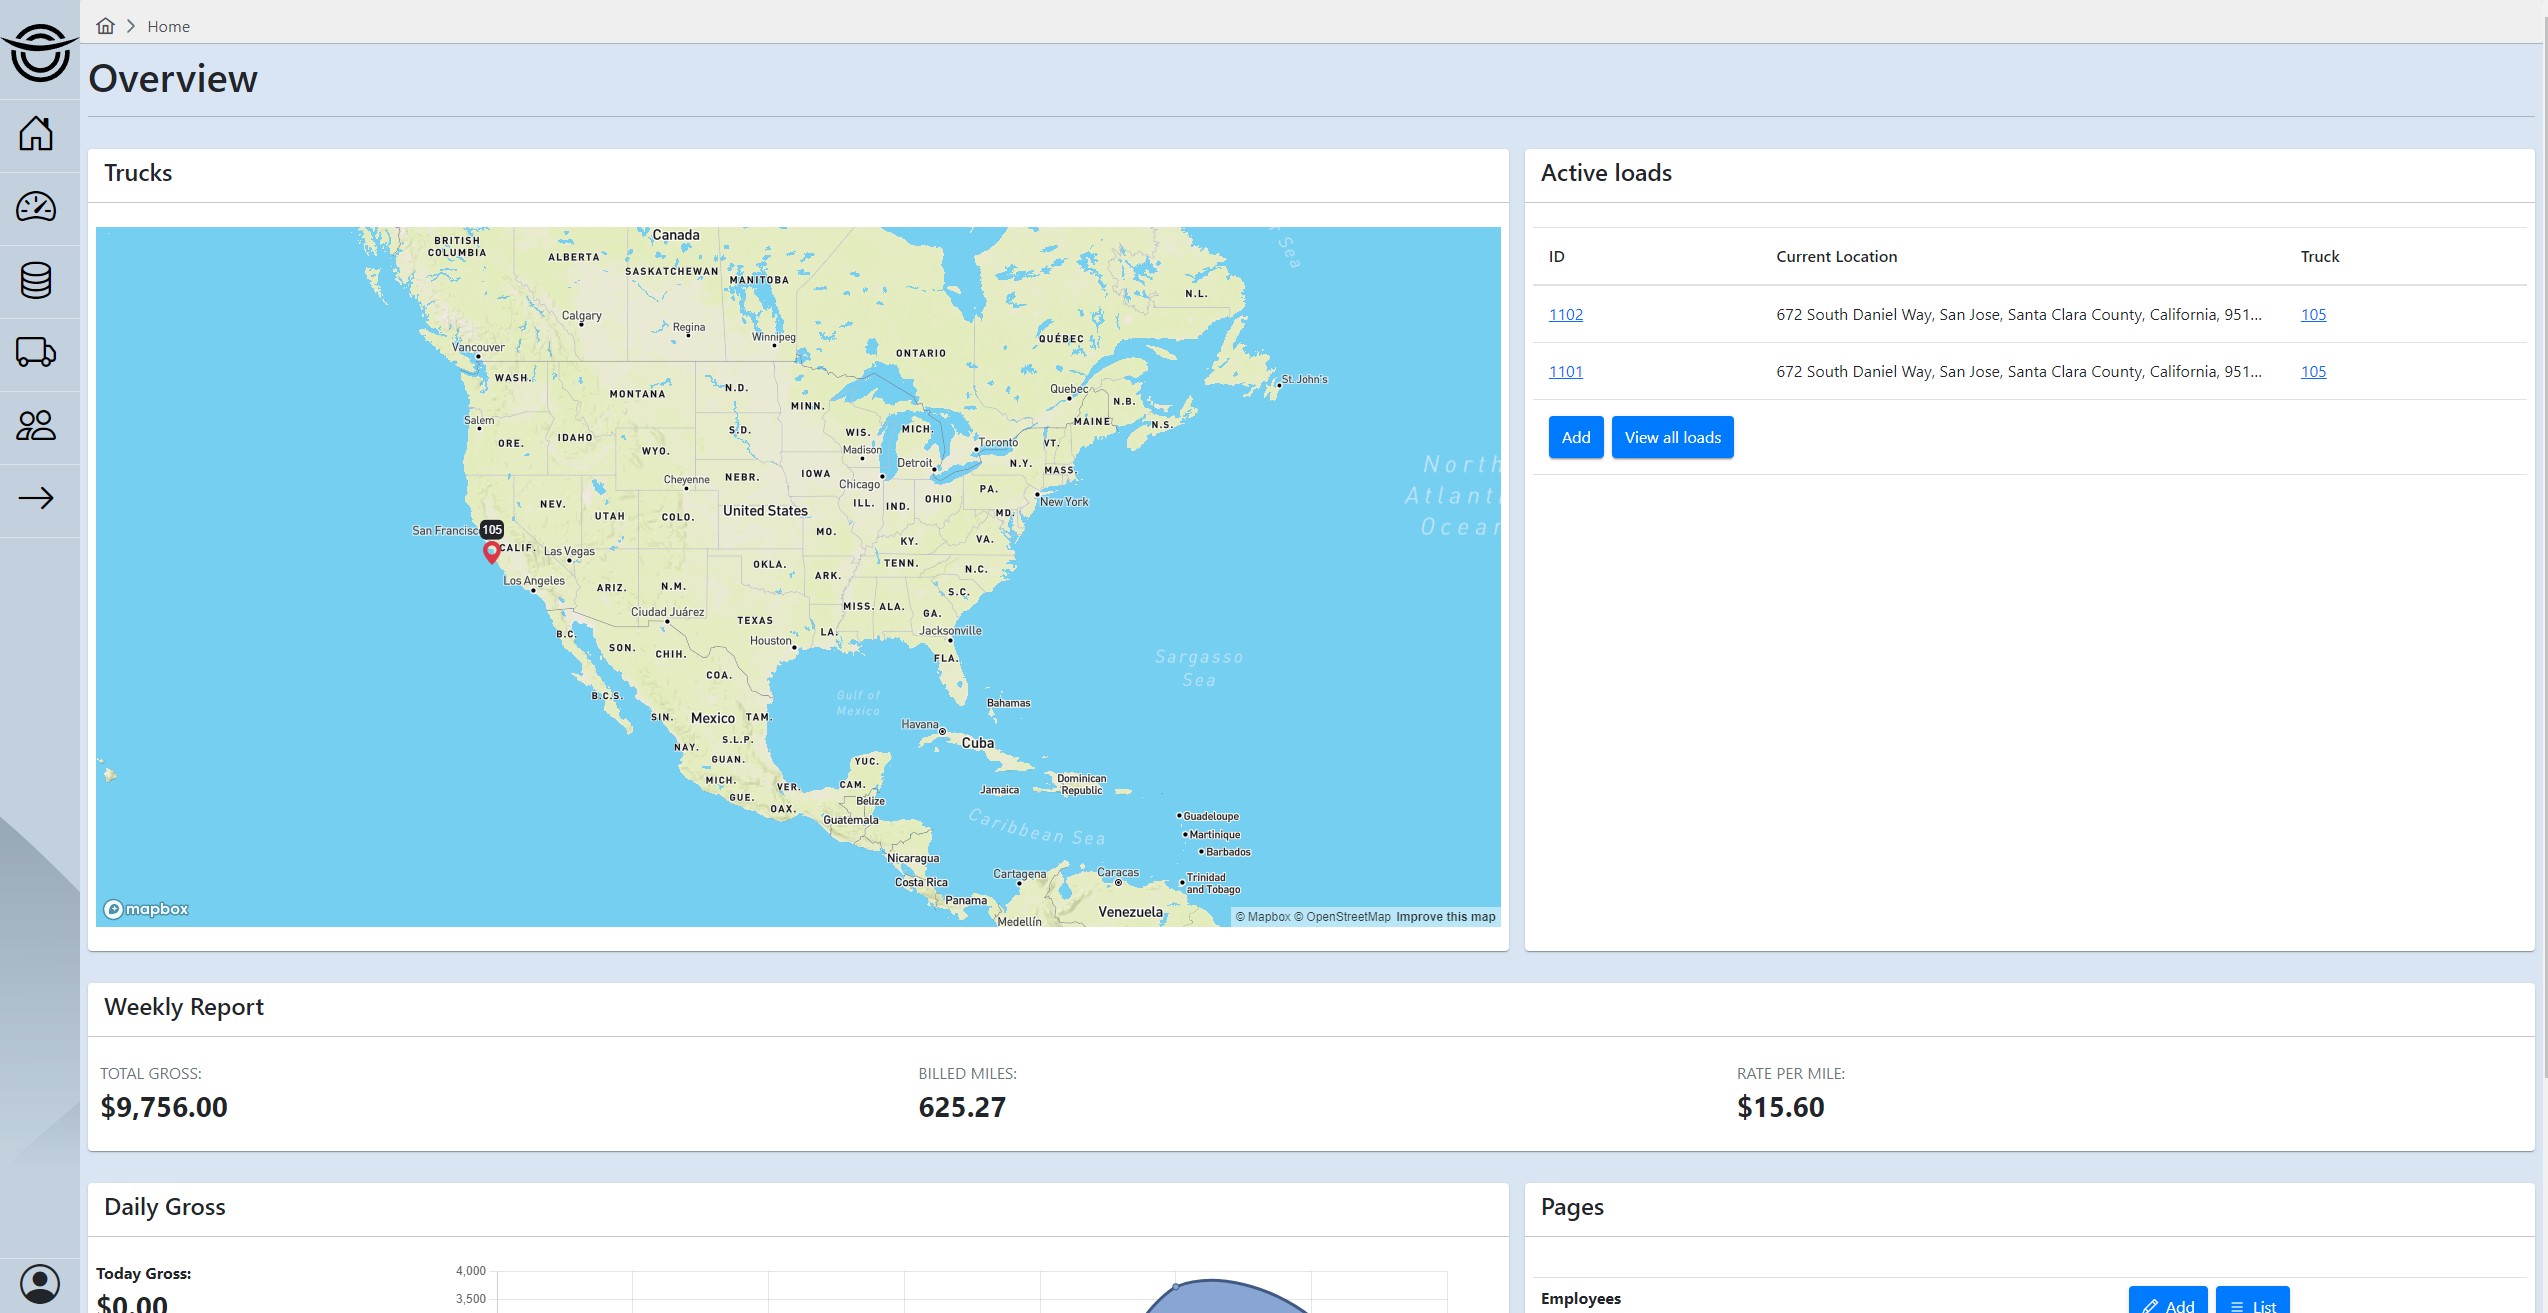 Home
Overview
Trucks
Canada
BRITISH
COLUMBIA
ALBERTA
SASKATCHEWAN
MANITOBA
N.L.
Calgary
Regina
Winnipeg
Vancouver
ONTARIO
QUÉBEC
WASH.
MONTANA
N.D.
MINN.
Quebec
St. John's
N.B.
MAINE
N.S.
Salem
ORE.
IDAHO
S.D.
WYO.
WIS.
Madison
MICH.
Toronto
VT.
Detroit
N.Y.
MASS.
Cheyenne
NEBR.
IOWA
Chicago
ILL.
IND.
OHIO
PA.
New York
NEV.
UTAH
COLO.
United States
MD.
North
Atlanti
Ocean
San Francisc
105
CALIF.
Las Vegas
MO.
KY.
VA.
Los Angeles
ARIZ.
N.M.
OKLA.
ARK.
TENN.
N.C.
S.C.
Ciudad Juárez
TEXAS
MISS.
ALA.
GA.
Houston
LA.
Jacksonville
FLA.
B.C.
SON.
CHIH.
COA.
B.C.S.
SIN.
Mexico
TAM.
Gulf of
Mexico
Sargasso
Sea
Bahamas
Havana
Cuba
NAY.
S.L.P.
GUAN.
MICH.
GUE.
VER.
OAX.
YUC.
CAM.
Belize
Guatemala
Jamaica
Dominican
Republic
Caribbean Sea
Guadeloupe
Martinique
Barbados
Nicaragua
Costa Rica
Panama
Cartagena
Caracas
Trinidad
and Tobago
Medellín
Venezuela
mapbox
© Mapbox © OpenStreetMap Improve this map
Active loads
ID Current Location Truck
1102 672 South Daniel Way, San Jose, Santa Clara County, California, 951... 105
1101 672 South Daniel Way, San Jose, Santa Clara County, California, 951... 105
Add View all loads
Weekly Report
TOTAL GROSS: BILLED MILES: RATE PER MILE:
$9,756.00 625.27 $15.60
Daily Gross
Today Gross:
$0.00
4,000
3,500
Pages
Employees Add List